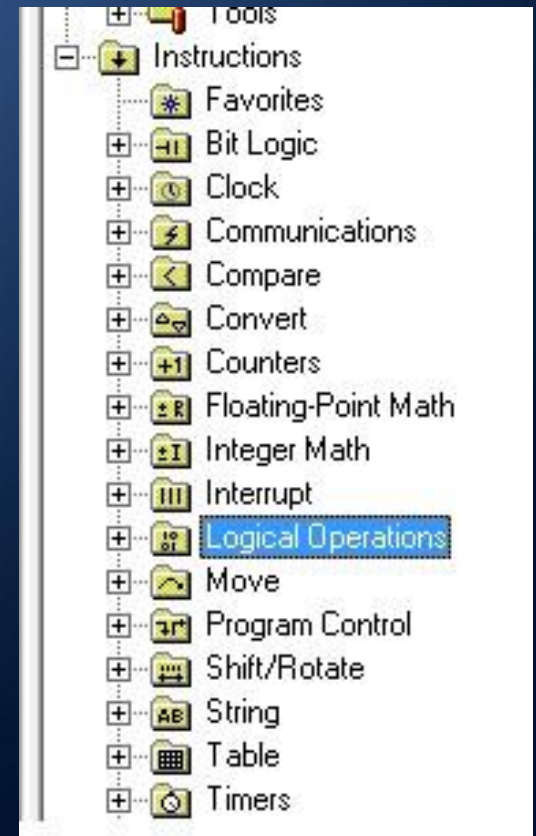 Tools
Instructions
Favorites
Bit Logic
Clock
Communications
Compare
Convert
Counters
Floating-Point Math
Integer Math
Interrupt
Logical Operations
Move
Program Control
Shift/Rotate
String
Table
Timers